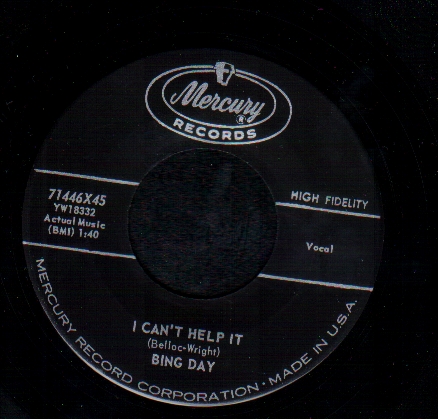 Mercury
®
RECORDS
71446X45
YW18332
Actual Music
(BMI) 1:40
HIGH FIDELITY
Vocal
I CAN'T HELP IT
(Belloc-Wright)
BING DAY
MERCURY RECORD CORPORATION · MADE IN U.S.A.